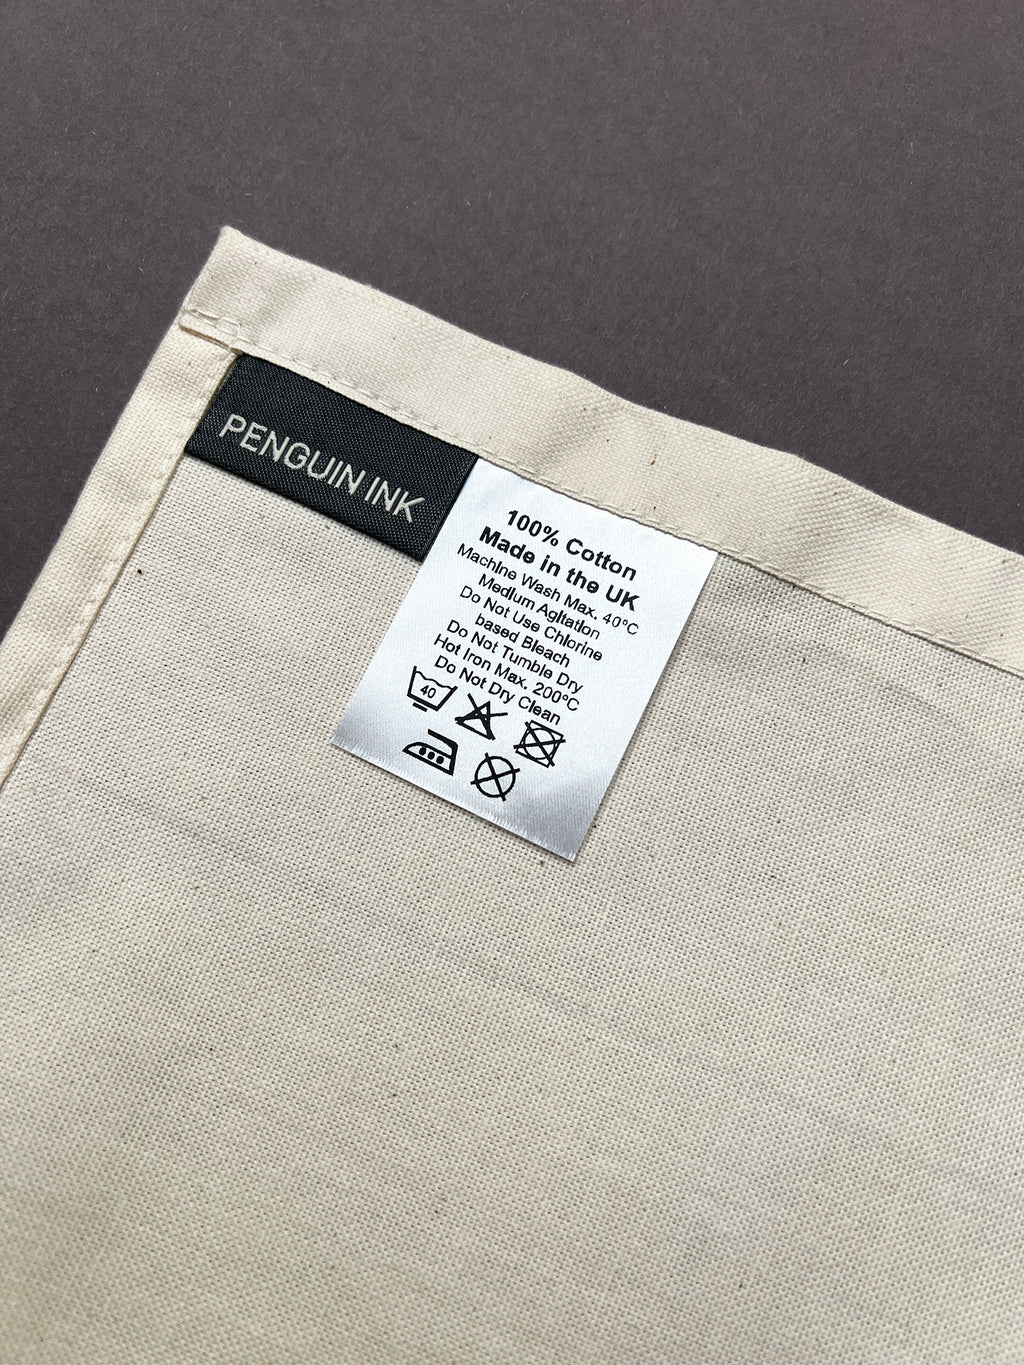 PENGUIN INK
100% Cotton
Made in the UK
Machine Wash Max. 40°C
Medium Agitation
Do Not Use Chlorine
based Bleach
Do Not Tumble Dry
Hot Iron Max. 200°C
Do Not Dry Clean
40